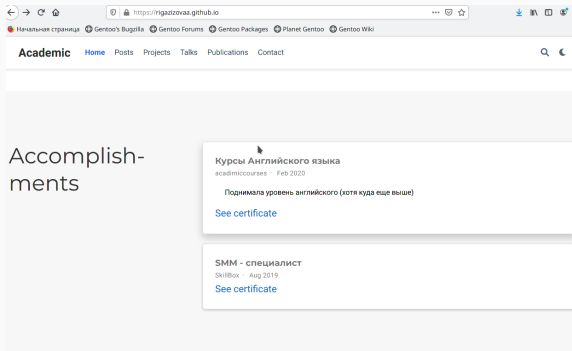 https://rigazizovaa.github.io
Начальная страница Gentoo's Bugzilla Gentoo Forums Gentoo Packages Planet Gentoo Gentoo Wiki
Academic Home Posts Projects Talks Publications Contact
Accomplish-
ments
Курсы Английского языка
acadimiccourses · Feb 2020
Поднимала уровень английского (хотя куда еще выше)
See certificate
SMM - специалист
SkillBox · Aug 2019
See certificate